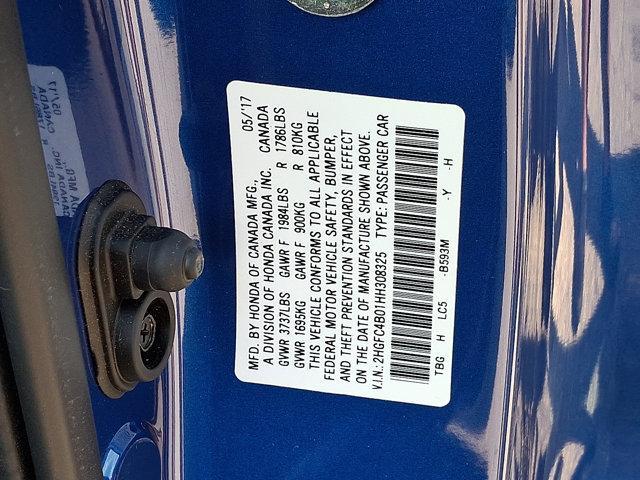 MFD. BY HONDA OF CANADA MFG. 05/'17
A DIVISION OF HONDA CANADA INC. CANADA
GVWR 3737LBS GAWR F 1984LBS R 1786LBS
GVWR 1695KG GAWR F 900KG R 810KG
THIS VEHICLE CONFORMS TO ALL APPLICABLE
FEDERAL MOTOR VEHICLE SAFETY, BUMPER,
AND THEFT PREVENTION STANDARDS IN EFFECT
ON THE DATE OF MANUFACTURE SHOWN ABOVE.
V.I.N.: 2HGFC4B01HH308325 TYPE: PASSENGER CAR
TBG H LC5 -B593M -Y -H